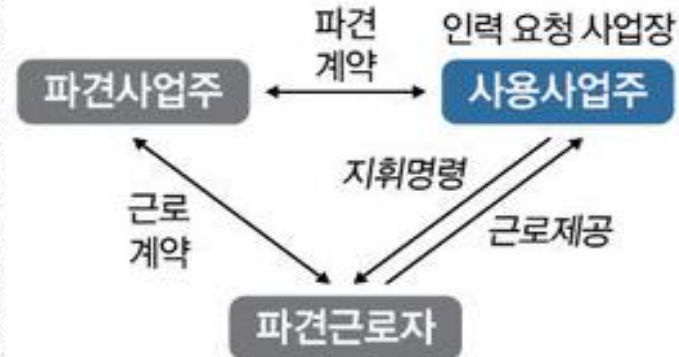 파견
계약
인력 요청 사업장
파견사업주
사용사업주
지휘명령
근로
계약
근로제공
파견근로자